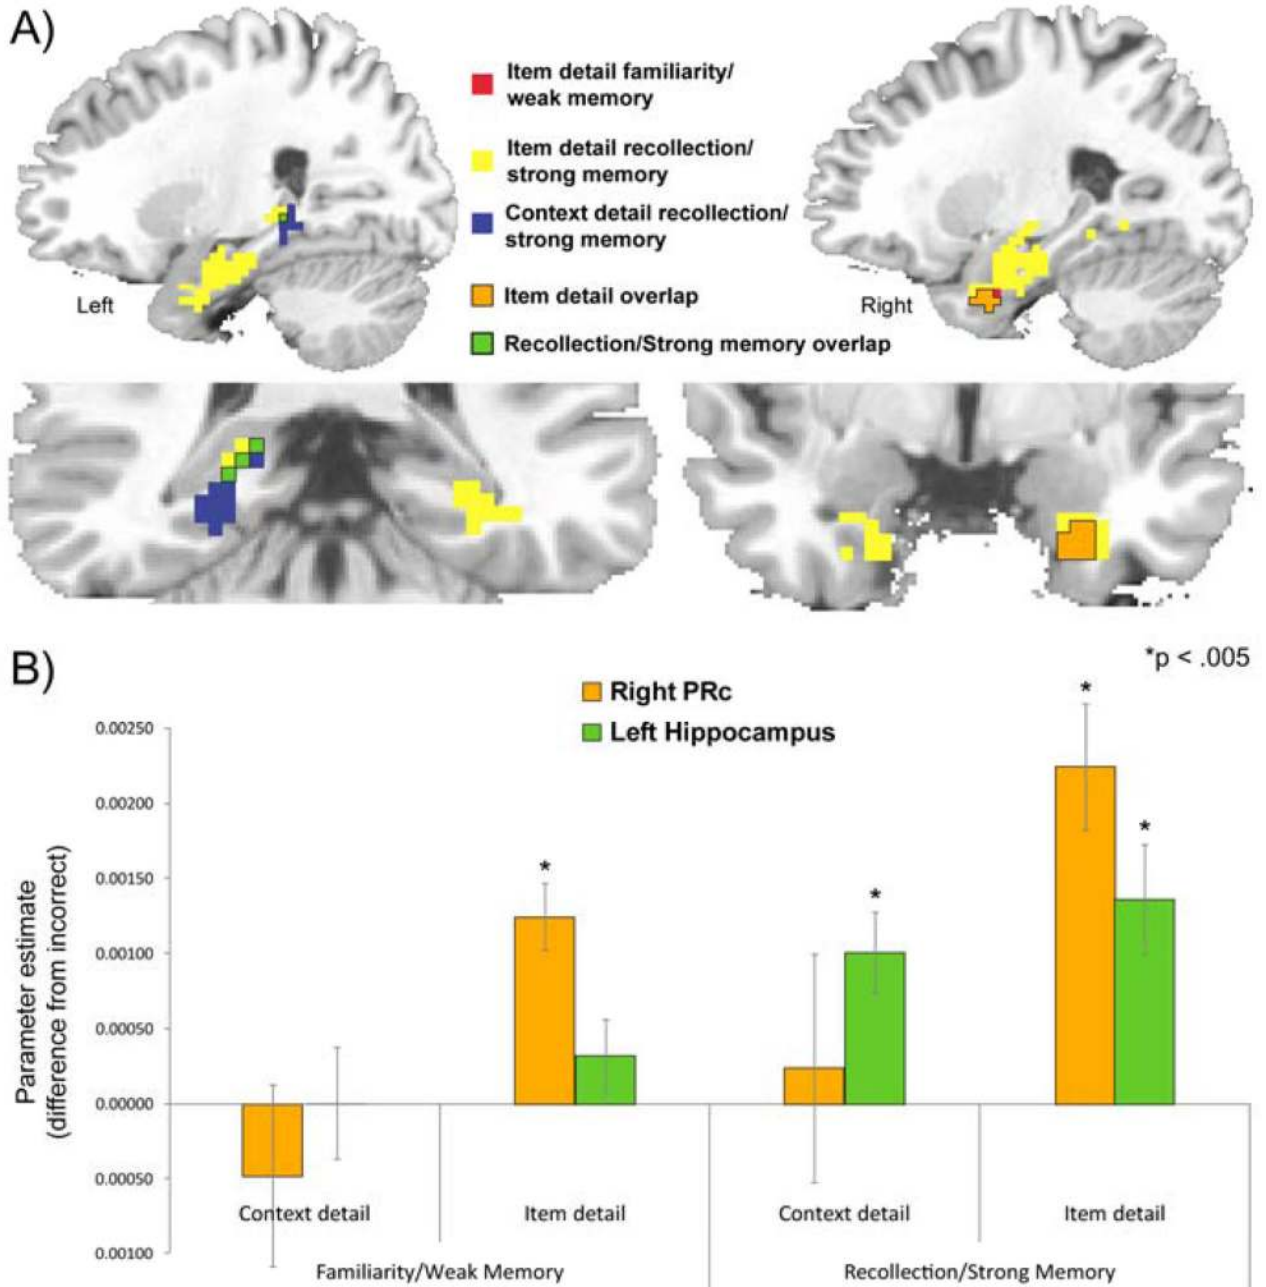 A)
Item detail familiarity/
weak memory
Item detail recollection/
strong memory
Context detail recollection/
strong memory
Item detail overlap
Recollection/Strong memory overlap
Left
Right
B)
*p < .005
Right PRc
Left Hippocampus
Parameter estimate
(difference from incorrect)
0.00250
0.00200
0.00150
0.00100
0.00050
0.00000
0.00050
0.00100
*
*
*
*
Context detail
Item detail
Context detail
Item detail
Familiarity/Weak Memory
Recollection/Strong Memory